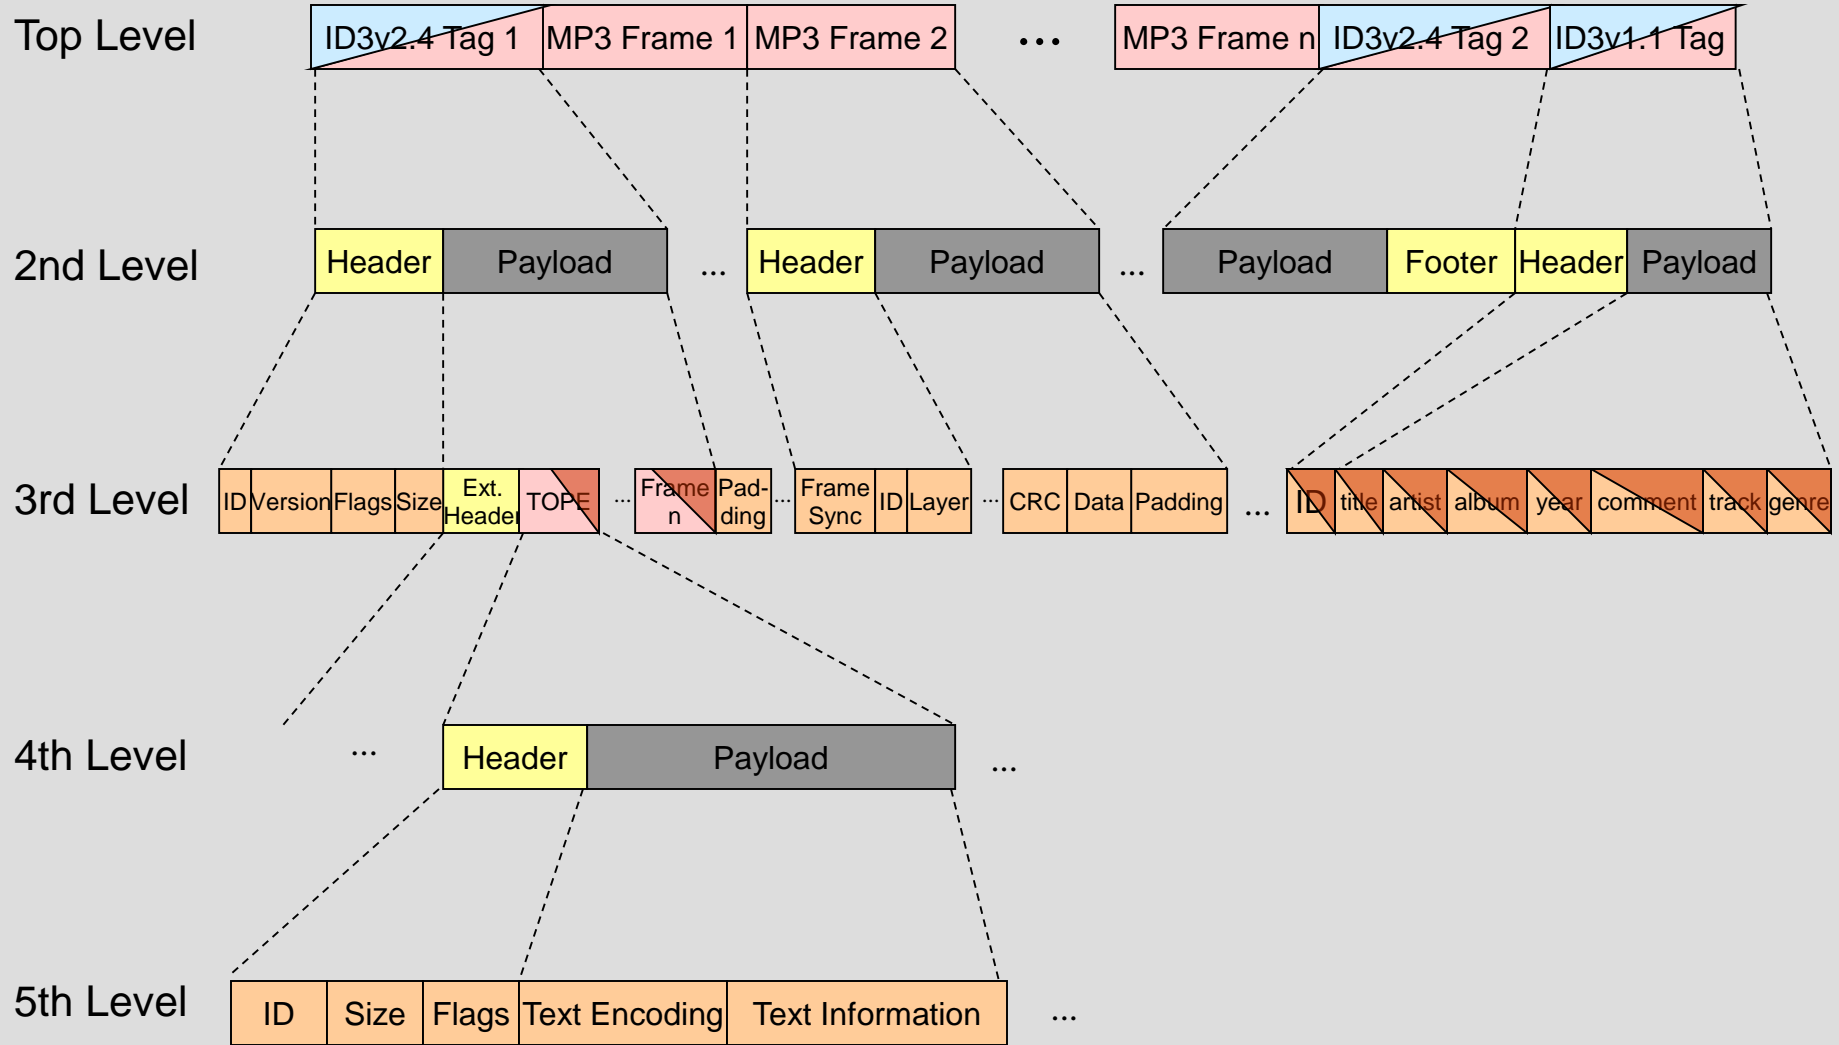 Top Level ID3v2.4 Tag 1 MP3 Frame 1 MP3 Frame 2 ... MP3 Frame n ID3v2.4 Tag 2 ID3v1.1 Tag
2nd Level Header Payload ... Header Payload ... Payload Footer Header Payload
3rd Level ID Version Flags Size Ext. Header TOPE ... Frame n Pad-ding ... Frame Sync ID Layer ... CRC Data Padding ... ID title artist album year comment track genre
4th Level ... Header Payload ...
5th Level ID Size Flags Text Encoding Text Information ...